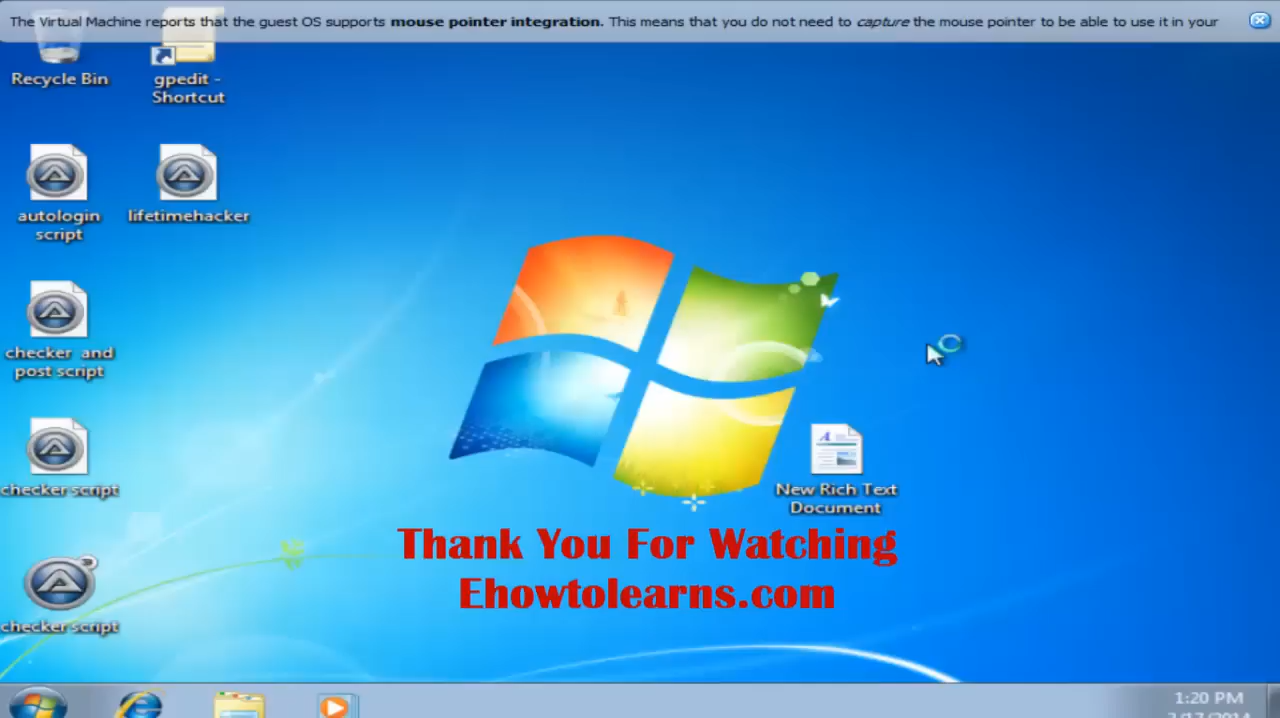 The Virtual Machine reports that the guest OS supports mouse pointer integration. This means that you do not need to capture the mouse pointer to be able to use it in your
Recycle Bin
gpedit -
Shortcut
autologin
script
lifetimehacker
checker and
post script
checker script
checker script
New Rich Text
Document
Thank You For Watching
Ehowtolearns.com
1:20 PM